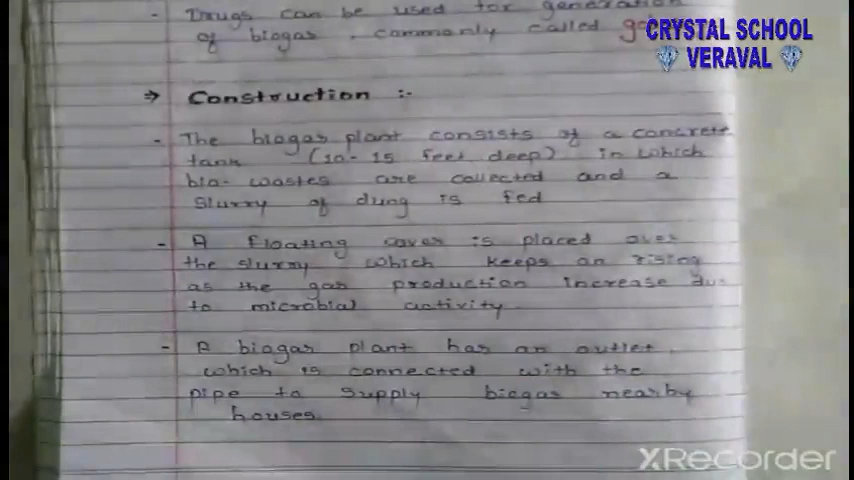 - Drugs can be used for generation
of biogas, commonly called
CRYSTAL SCHOOL
VERAVAL
⇒ Construction :-
- The biogas plant consists of a concrete
tank (10-15 feet deep) in which
bio-wastes are collected and a
slurry of dung is fed
- A floating cover is placed over
the slurry which keeps on rising
as the gas production increase du
to microbial activity
- A biogas plant has an outlet
which is connected with the
pipe to supply biogas nearby
houses
XRecorder